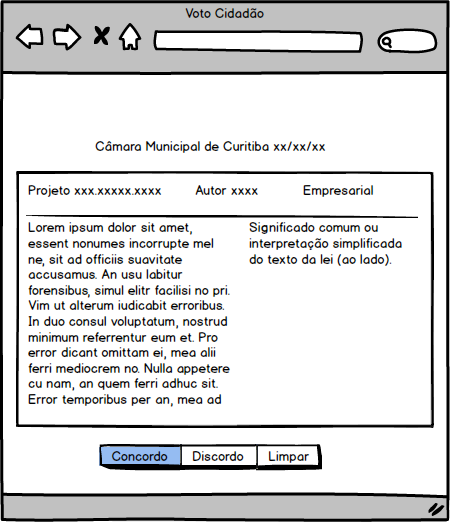 Voto Cidadão
Câmara Municipal de Curitiba xx/xx/xx
Projeto xxx.xxxxx.xxxx Autor xxxx Empresarial
Lorem ipsum dolor sit amet,
essent nonumes incorrupte mel
ne, sit ad officiis suavitate
accusamus. An usu labitur
forensibus, simul elitr facilisi no pri.
Vim ut alterum iudicabit erroribus.
In duo consul voluptatum, nostrud
minimum referrentur eum et. Pro
error dicant omittam ei, mea alii
ferri mediocrem no. Nulla appetere
cu nam, an quem ferri adhuc sit.
Error temporibus per an, mea ad
Significado comum ou
interpretação simplificada
do texto da lei (ao lado).
Concordo Discordo Limpar